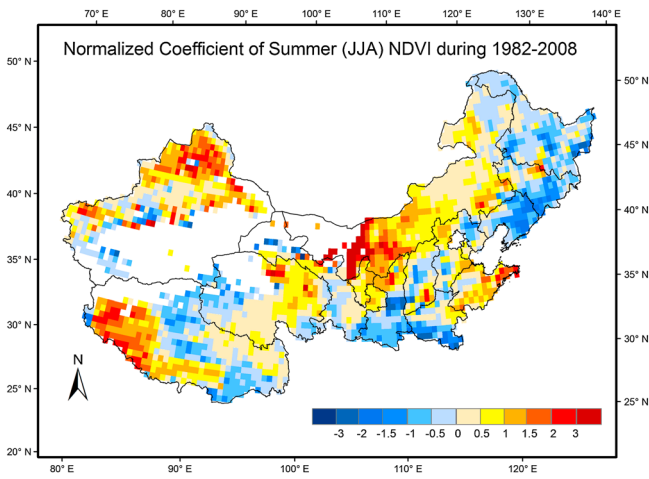 70° E 80° E 90° E 100° E 110° E 120° E 130° E 140° E
Normalized Coefficient of Summer (JJA) NDVI during 1982-2008
50° N 50° N
45° N 45° N
40° N 40° N
35° N 35° N
30° N 30° N
N
25° N 25° N
-3 -2 -1.5 -1 -0.5 0 0.5 1 1.5 2 3
20° N
80° E 90° E 100° E 110° E 120° E